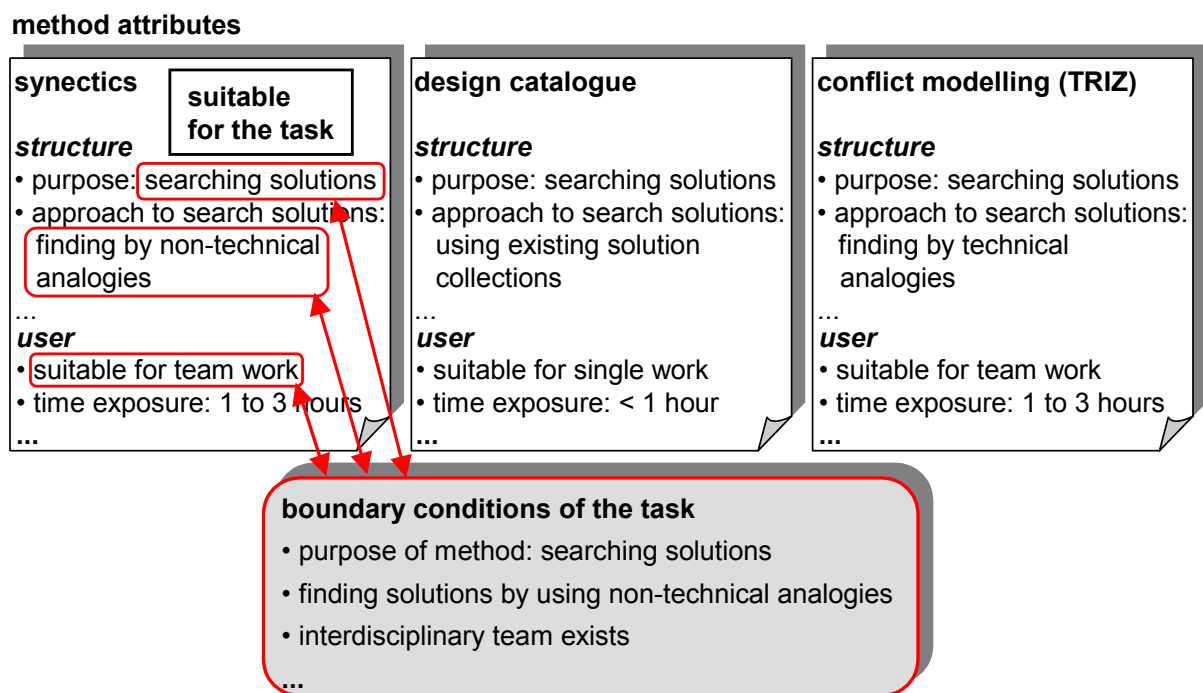 method attributes
synectics
suitable
for the task
structure
• purpose: searching solutions
• approach to search solutions:
finding by non-technical
analogies
...
user
• suitable for team work
• time exposure: 1 to 3 hours
...
design catalogue
structure
• purpose: searching solutions
• approach to search solutions:
using existing solution
collections
...
user
• suitable for single work
• time exposure: < 1 hour
...
conflict modelling (TRIZ)
structure
• purpose: searching solutions
• approach to search solutions:
finding by technical
analogies
...
user
• suitable for team work
• time exposure: 1 to 3 hours
...
boundary conditions of the task
• purpose of method: searching solutions
• finding solutions by using non-technical analogies
• interdisciplinary team exists
...